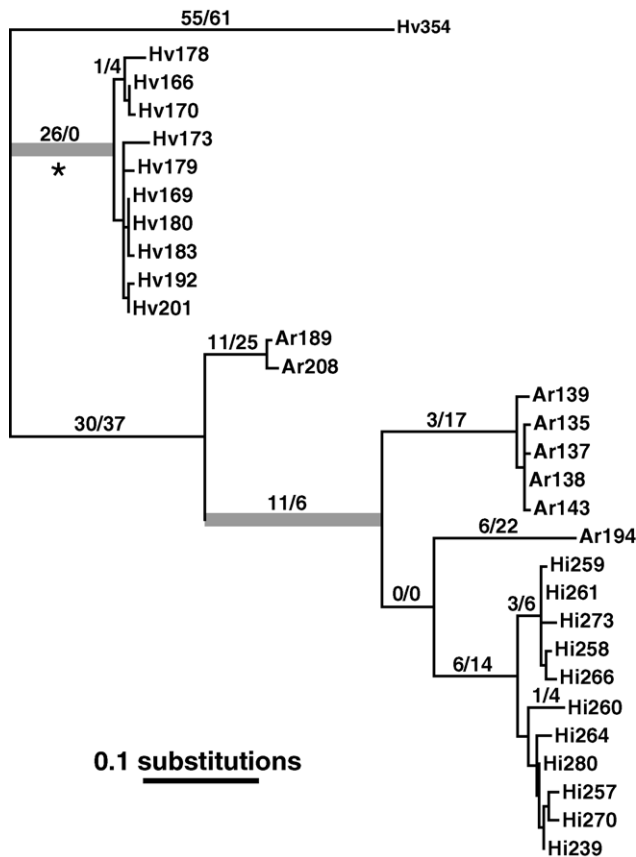 55/61
Hv354
Hv178
1/4
Hv166
Hv170
26/0
Hv173
*
Hv179
Hv169
Hv180
Hv183
Hv192
Hv201
11/25
Ar189
Ar208
30/37
Ar139
3/17
Ar135
Ar137
Ar138
11/6
Ar143
6/22
Ar194
Hi259
0/0
3/6
Hi261
Hi273
Hi258
6/14
Hi266
1/4
Hi260
Hi264
0.1 substitutions
Hi280
Hi257
Hi270
Hi239